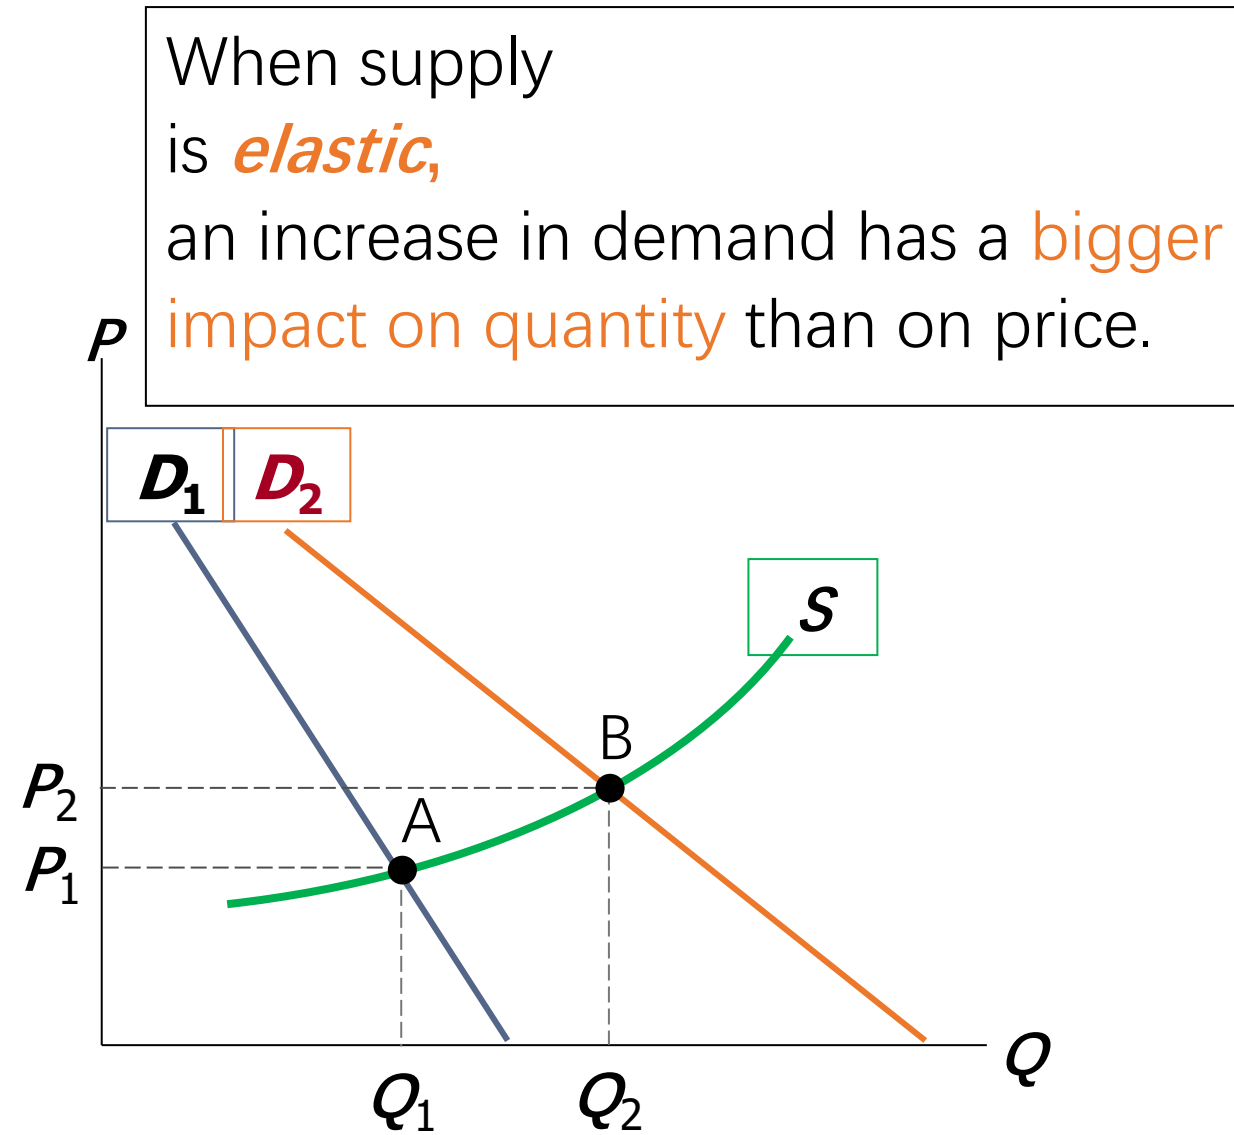 When supply
is elastic,
an increase in demand has a bigger
impact on quantity than on price.
P
D₁ D₂
S
B
P₂
A
P₁
Q
Q₁ Q₂